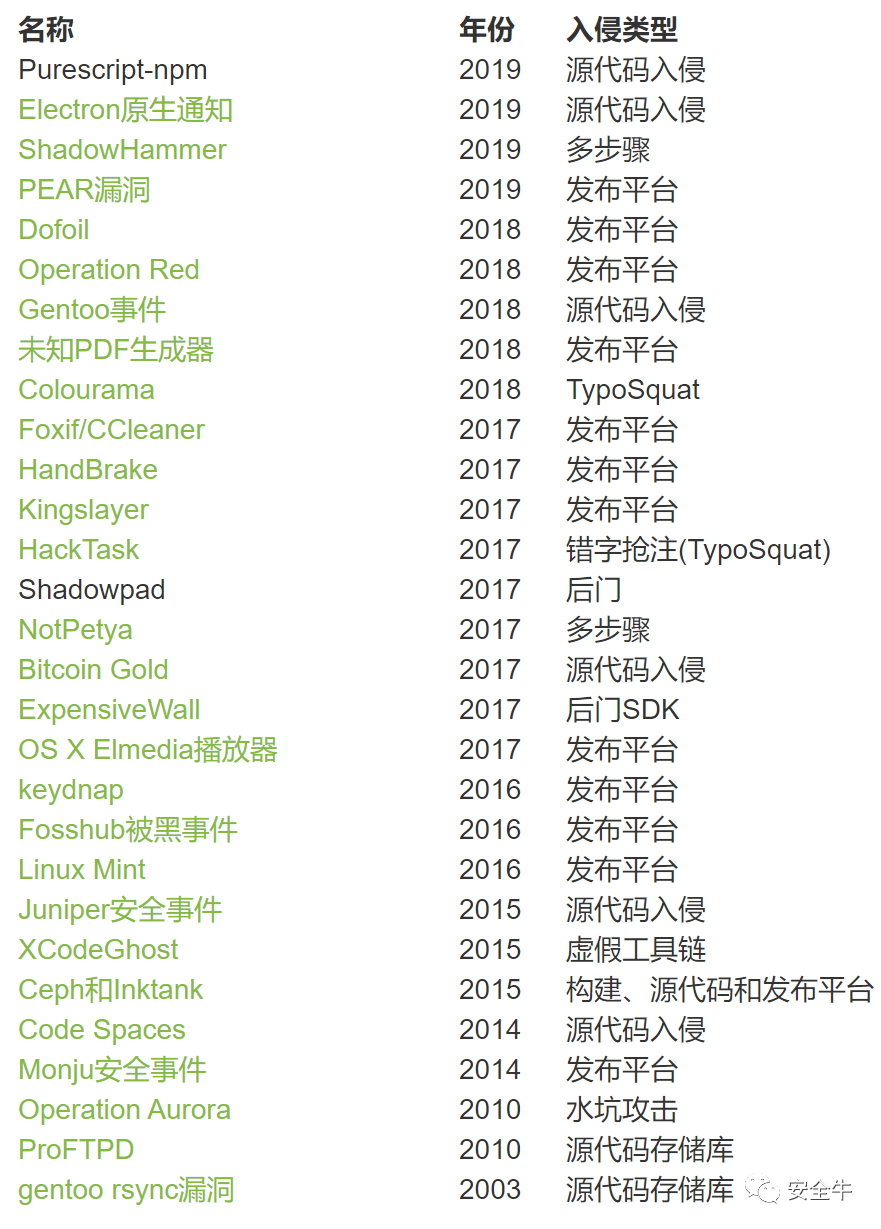 名称 年份 入侵类型
Purescript-npm 2019 源代码入侵
Electron原生通知 2019 源代码入侵
ShadowHammer 2019 多步骤
PEAR漏洞 2019 发布平台
Dofoil 2018 发布平台
Operation Red 2018 发布平台
Gentoo事件 2018 源代码入侵
未知PDF生成器 2018 发布平台
Colourama 2018 TypoSquat
Foxif/CCleaner 2017 发布平台
HandBrake 2017 发布平台
Kingslayer 2017 发布平台
HackTask 2017 错字抢注(TypoSquat)
Shadowpad 2017 后门
NotPetya 2017 多步骤
Bitcoin Gold 2017 源代码入侵
ExpensiveWall 2017 后门SDK
OS X Elmedia播放器 2017 发布平台
keydnap 2016 发布平台
Fosshub被黑事件 2016 发布平台
Linux Mint 2016 发布平台
Juniper安全事件 2015 源代码入侵
XCodeGhost 2015 虚假工具链
Ceph和Inktank 2015 构建、源代码和发布平台
Code Spaces 2014 源代码入侵
Monju安全事件 2014 发布平台
Operation Aurora 2010 水坑攻击
ProFTPD 2010 源代码存储库
gentoo rsync漏洞 2003 源代码存储库 安全牛